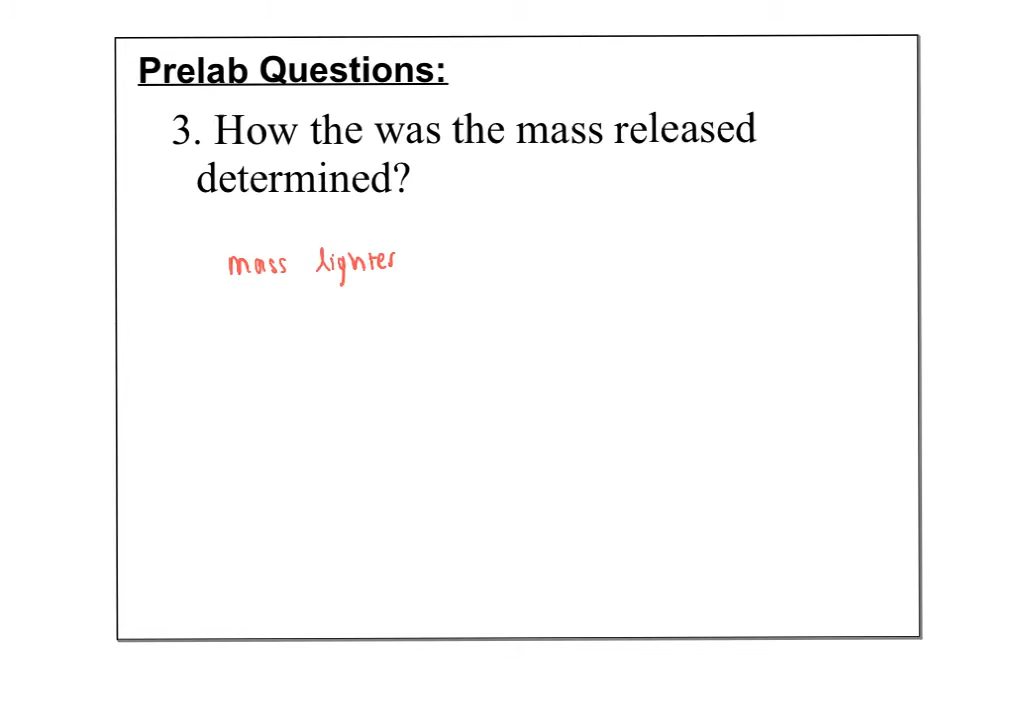 Prelab Questions:
3. How the was the mass released
determined?
mass lighter